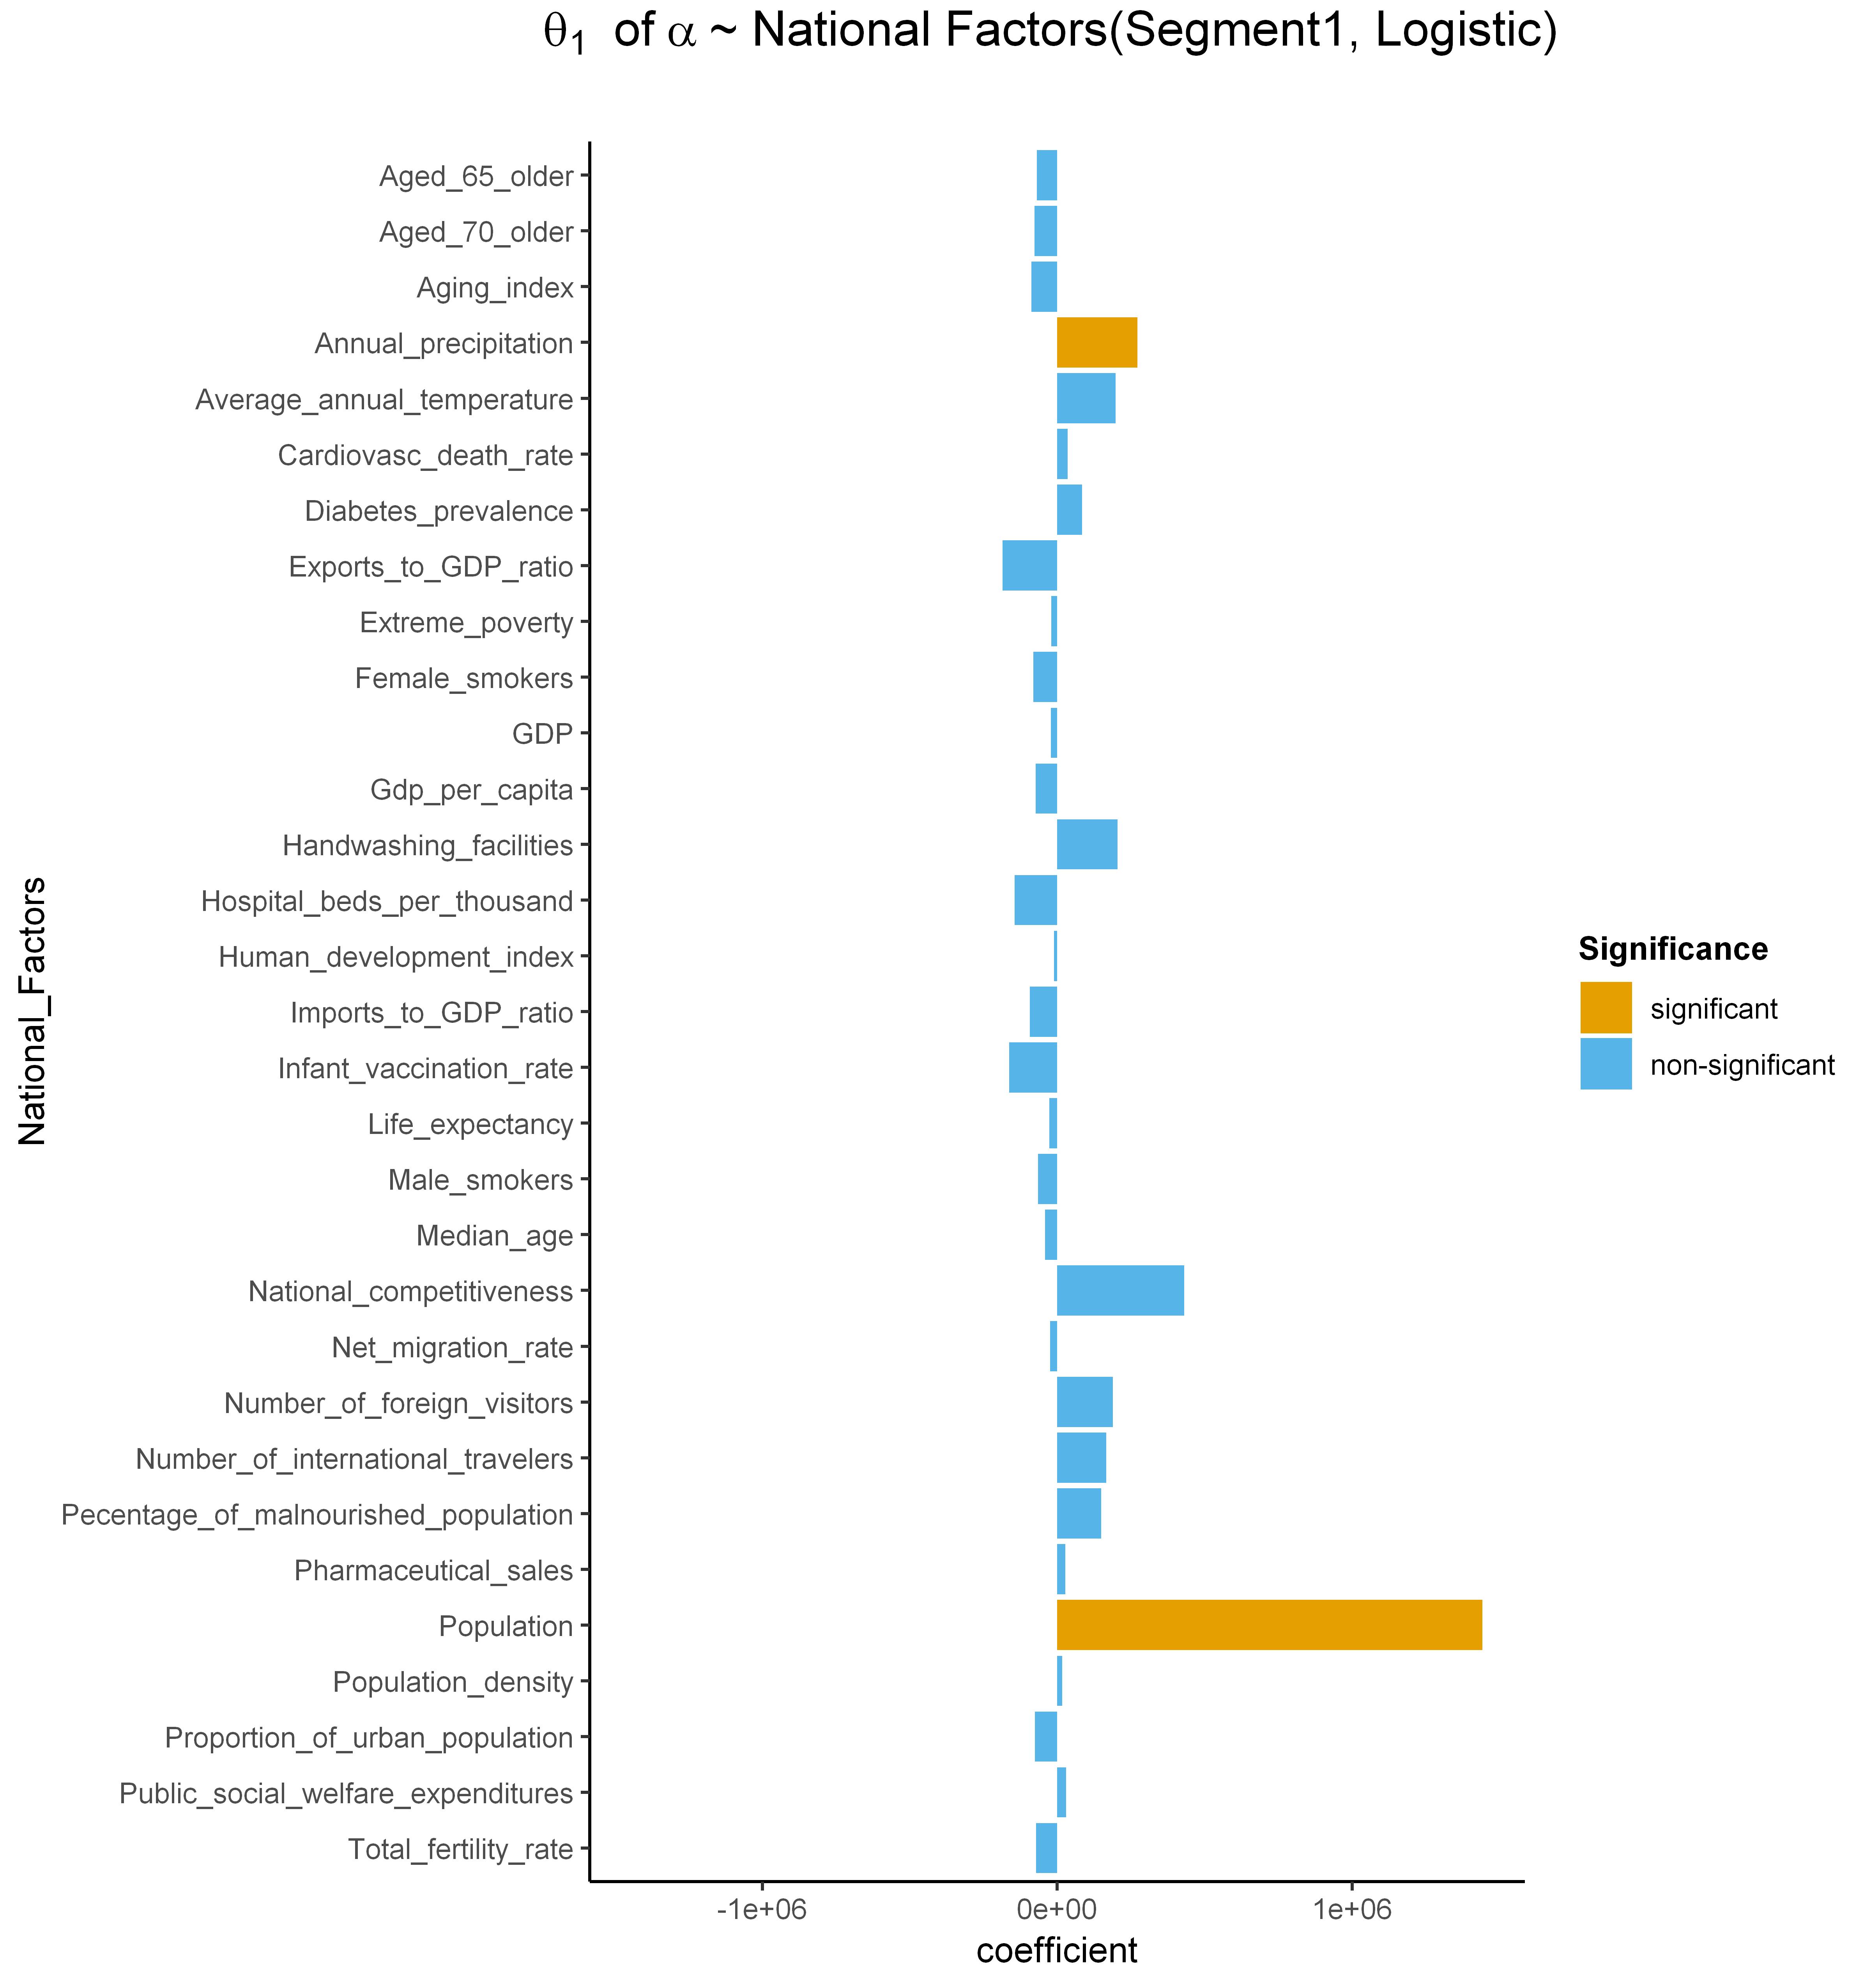 θ1 of α ~ National Factors(Segment1, Logistic)
National_Factors
Aged_65_older
Aged_70_older
Aging_index
Annual_precipitation
Average_annual_temperature
Cardiovasc_death_rate
Diabetes_prevalence
Exports_to_GDP_ratio
Extreme_poverty
Female_smokers
GDP
Gdp_per_capita
Handwashing_facilities
Hospital_beds_per_thousand
Human_development_index
Imports_to_GDP_ratio
Infant_vaccination_rate
Life_expectancy
Male_smokers
Median_age
National_competitiveness
Net_migration_rate
Number_of_foreign_visitors
Number_of_international_travelers
Pecentage_of_malnourished_population
Pharmaceutical_sales
Population
Population_density
Proportion_of_urban_population
Public_social_welfare_expenditures
Total_fertility_rate
-1e+06 0e+00 1e+06
coefficient
Significance
significant
non-significant